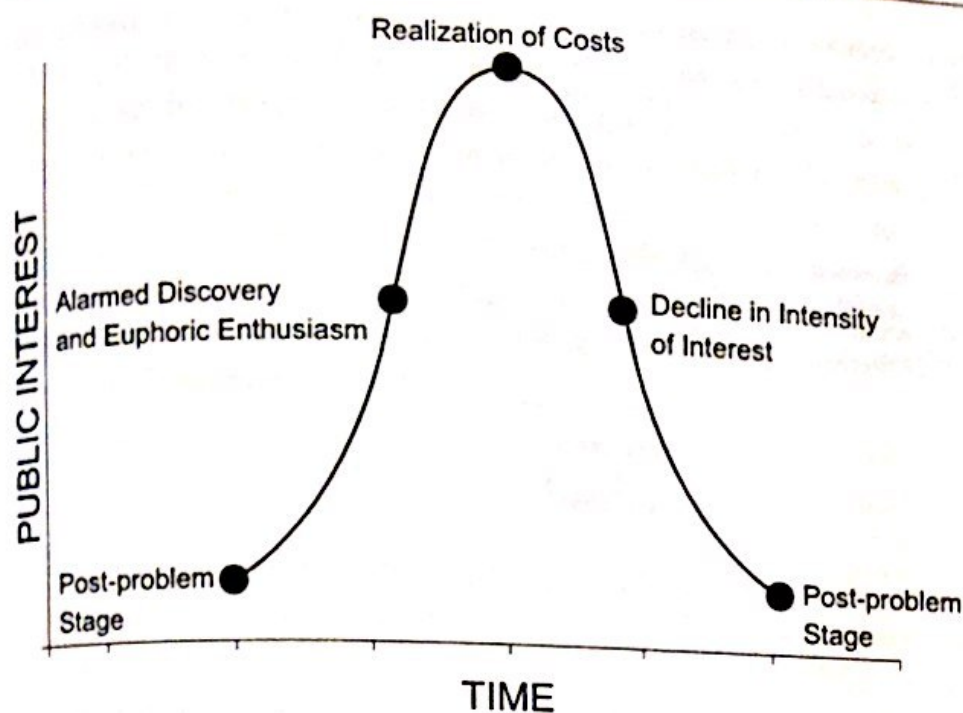 Realization of Costs
PUBLIC INTEREST
Alarmed Discovery
and Euphoric Enthusiasm
Decline in Intensity
of Interest
Post-problem
Stage
Post-problem
Stage
TIME